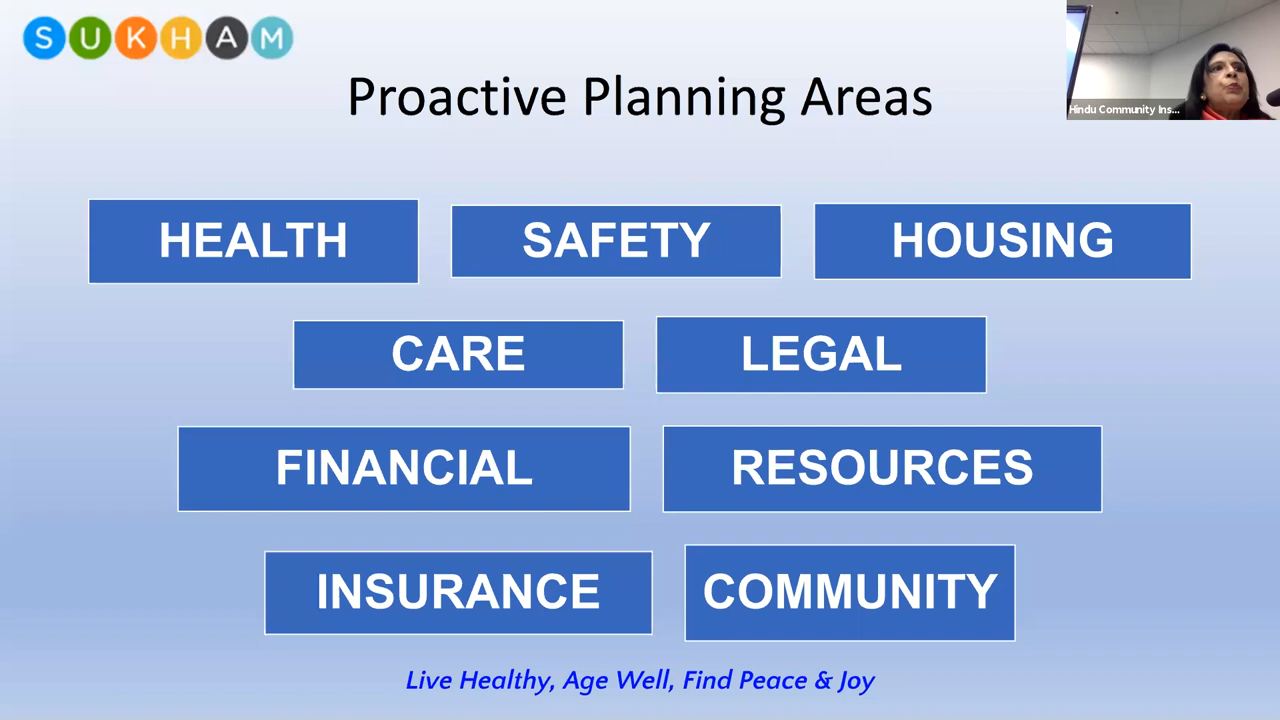 SUKHAM
Proactive Planning Areas
Hindu Community Ins...
HEALTH SAFETY HOUSING
CARE LEGAL
FINANCIAL RESOURCES
INSURANCE COMMUNITY
Live Healthy, Age Well, Find Peace & Joy